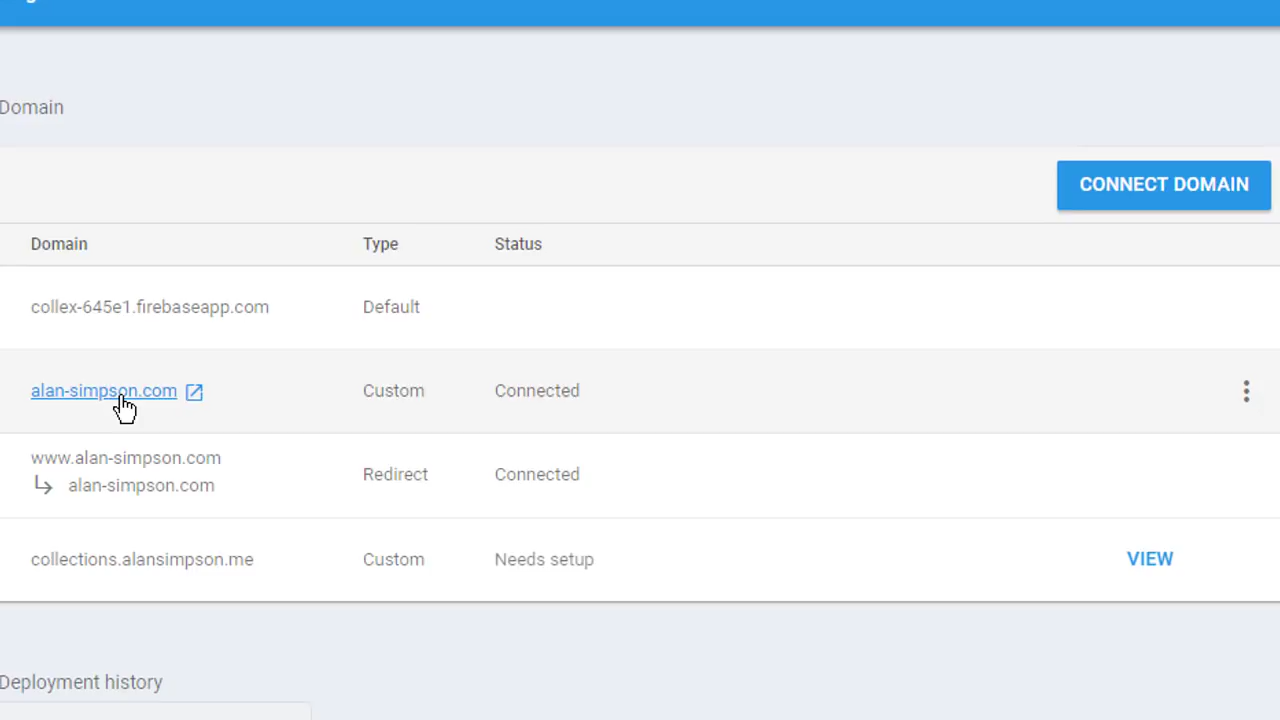 Domain
CONNECT DOMAIN
Domain Type Status
collex-645e1.firebaseapp.com Default
alan-simpson.com Custom Connected
www.alan-simpson.com
alan-simpson.com Redirect Connected
collections.alansimpson.me Custom Needs setup VIEW
Deployment history